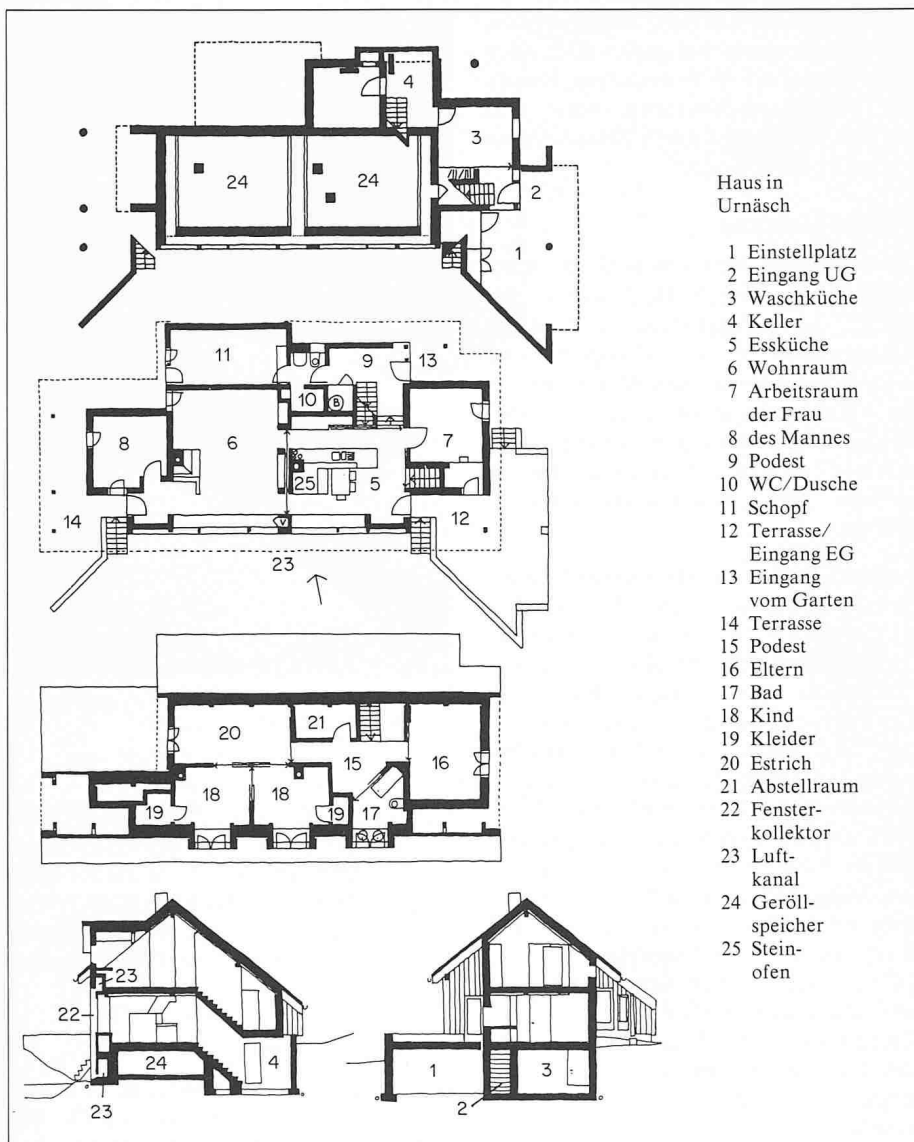 4
3
24
24
2
1
11
9
13
10
B
8
6
7
25
5
14
V
12
23
20
21
15
16
18
18
19
19
17
23
22
24
4
23
1
3
2
Haus in
Urnäsch
1 Einstellplatz
2 Eingang UG
3 Waschküche
4 Keller
5 Essküche
6 Wohnraum
7 Arbeitsraum
der Frau
8 des Mannes
9 Podest
10 WC/Dusche
11 Schopf
12 Terrasse/
Eingang EG
13 Eingang
vom Garten
14 Terrasse
15 Podest
16 Eltern
17 Bad
18 Kind
19 Kleider
20 Estrich
21 Abstellraum
22 Fenster-
kollektor
23 Luft-
kanal
24 Geröll-
speicher
25 Stein-
ofen